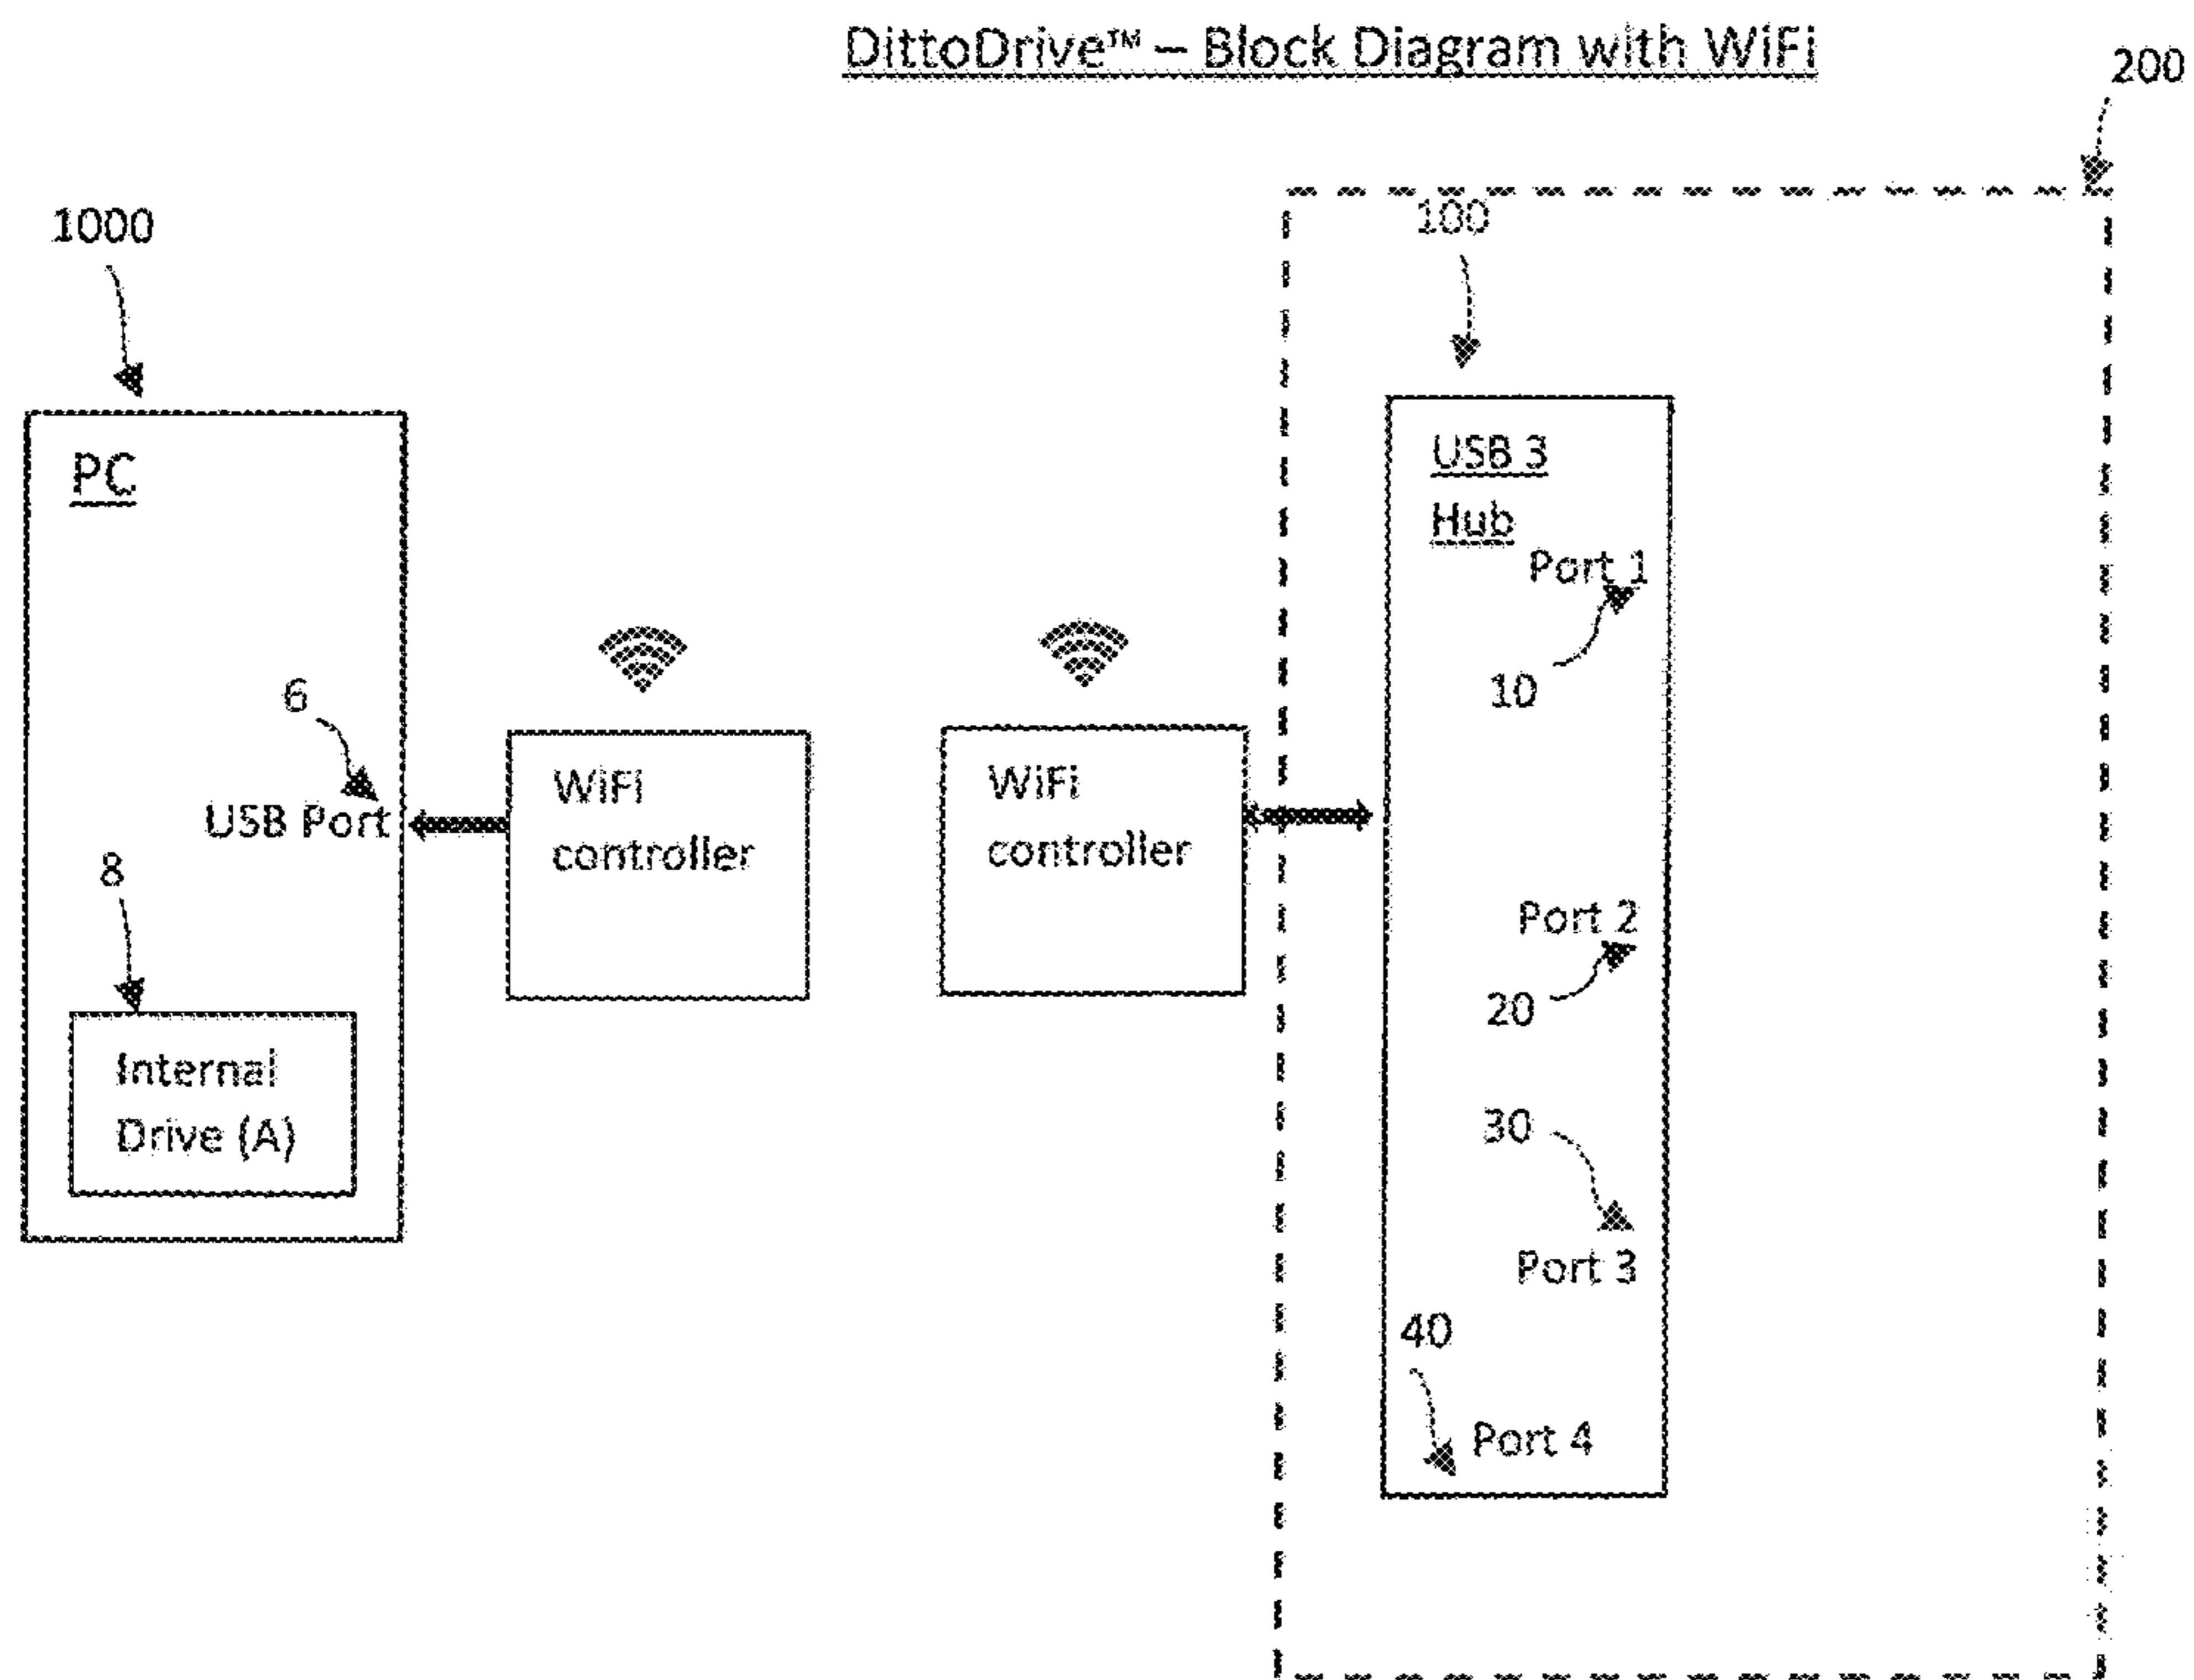 DittoDrive™ – Block Diagram with WiFi
200
1000
100
PC
USB 3
Hub
Port 1
10
6
USB Port
WiFi
controller
WiFi
controller
8
Port 2
20
Internal
Drive (A)
30
Port 3
40
Port 4